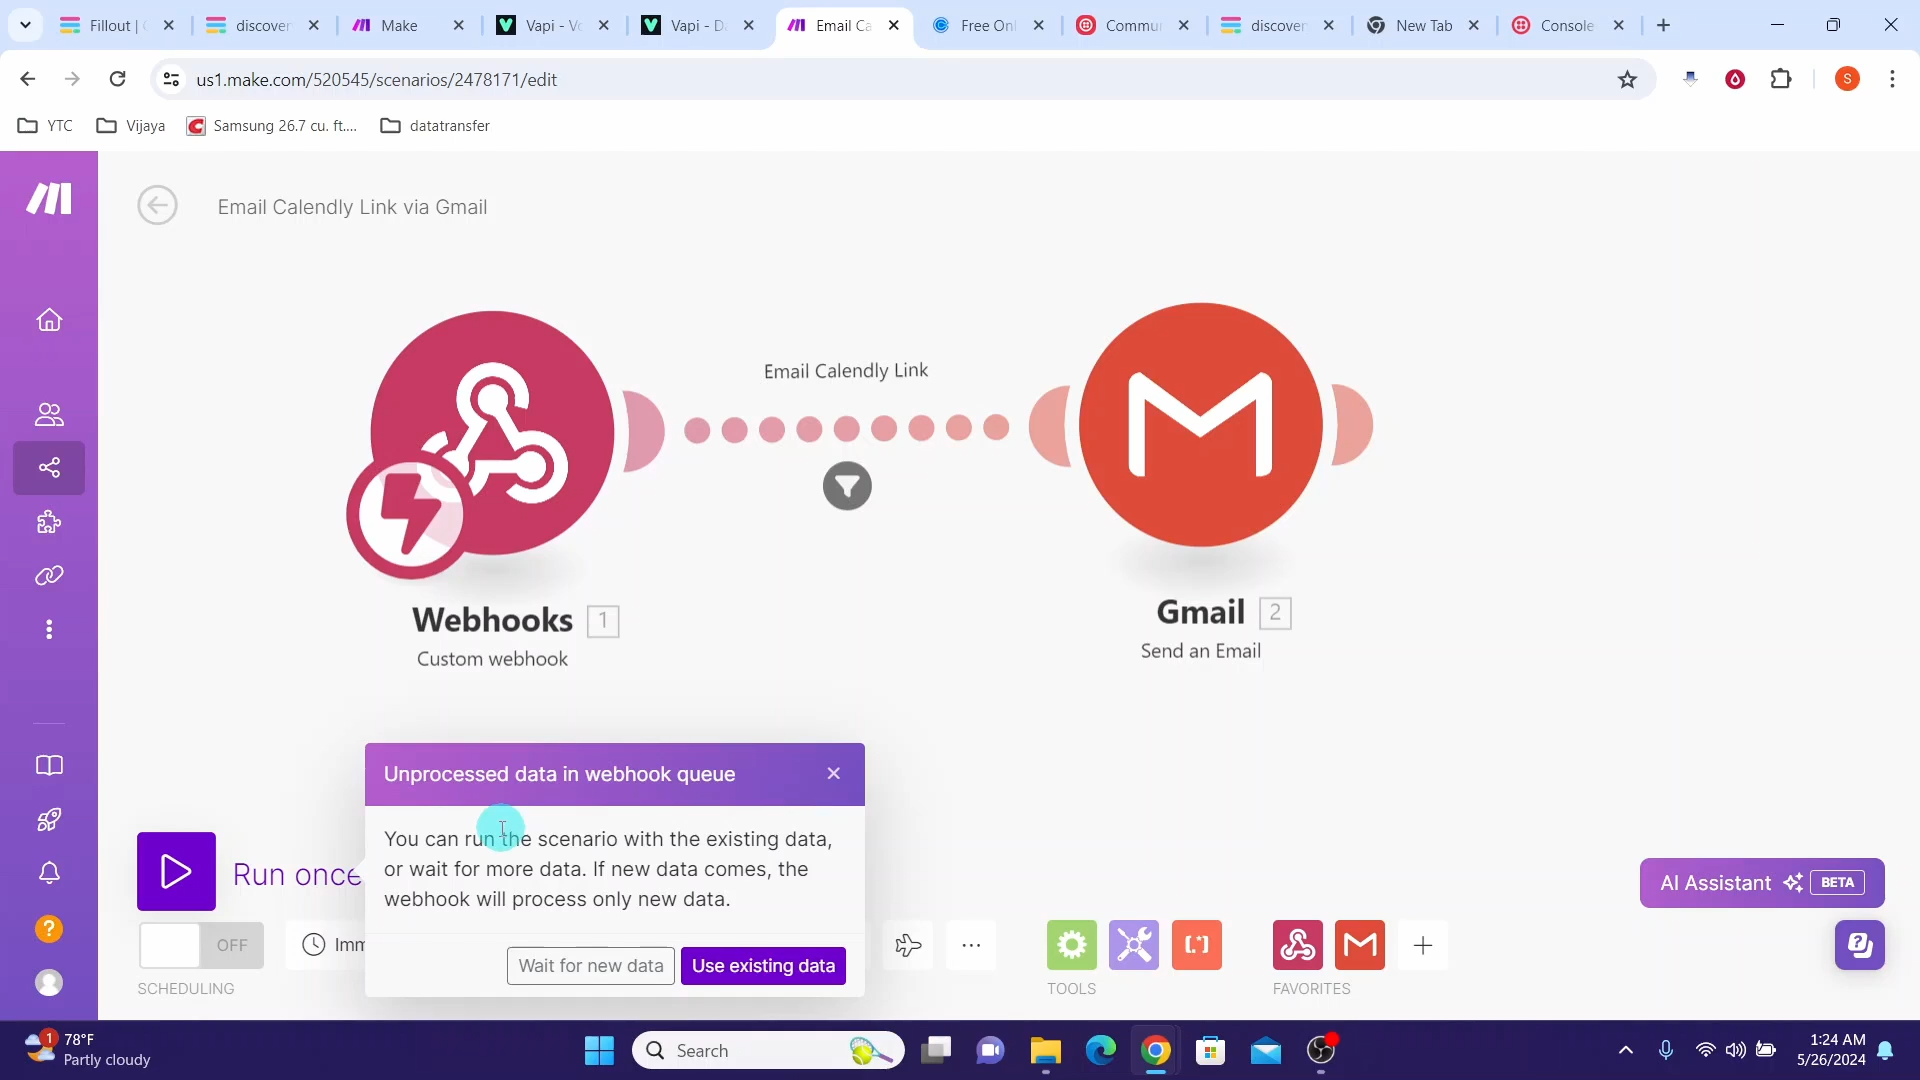 Fillout | C
discover
Make
Vapi - Vo
Vapi - Da
Email Ca
Free Onl
Commun
discover
New Tab
Console
us1.make.com/520545/scenarios/2478171/edit
S
YTC
Vijaya
Samsung 26.7 cu. ft....
datatransfer
Email Calendly Link via Gmail
Email Calendly Link
Webhooks 1
Custom webhook
Gmail 2
Send an Email
Unprocessed data in webhook queue
You can run the scenario with the existing data,
or wait for more data. If new data comes, the
webhook will process only new data.
Wait for new data
Use existing data
Run once
OFF
Imm
SCHEDULING
TOOLS
FAVORITES
AI Assistant BETA
1
78°F
Partly cloudy
Search
1:24 AM
5/26/2024